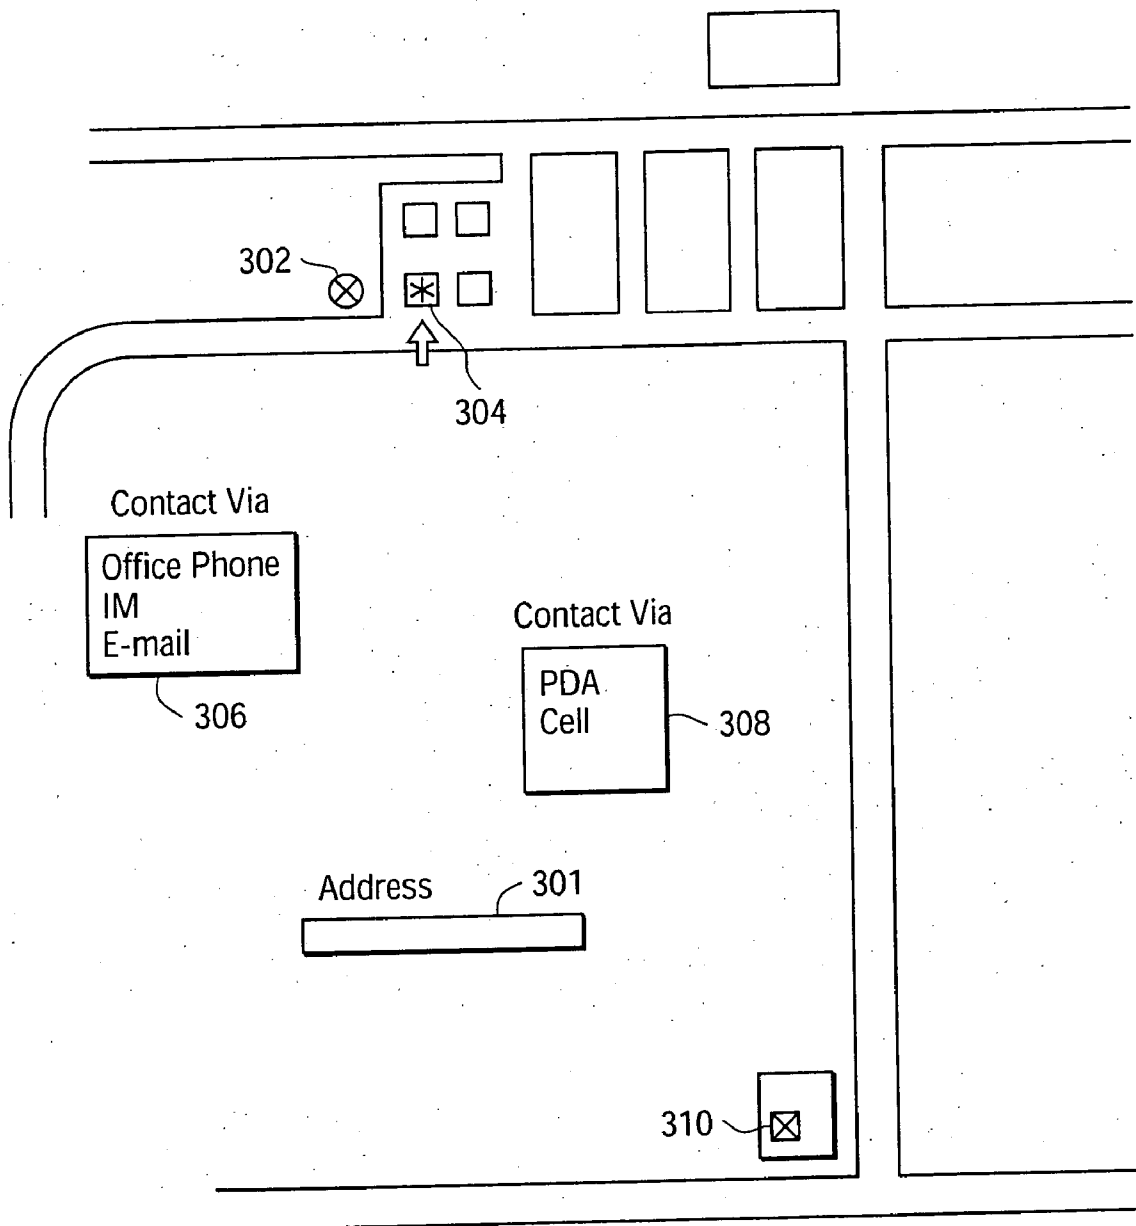 302
304
Contact Via
Office Phone
IM
E-mail
306
Contact Via
PDA
Cell
308
Address
301
310